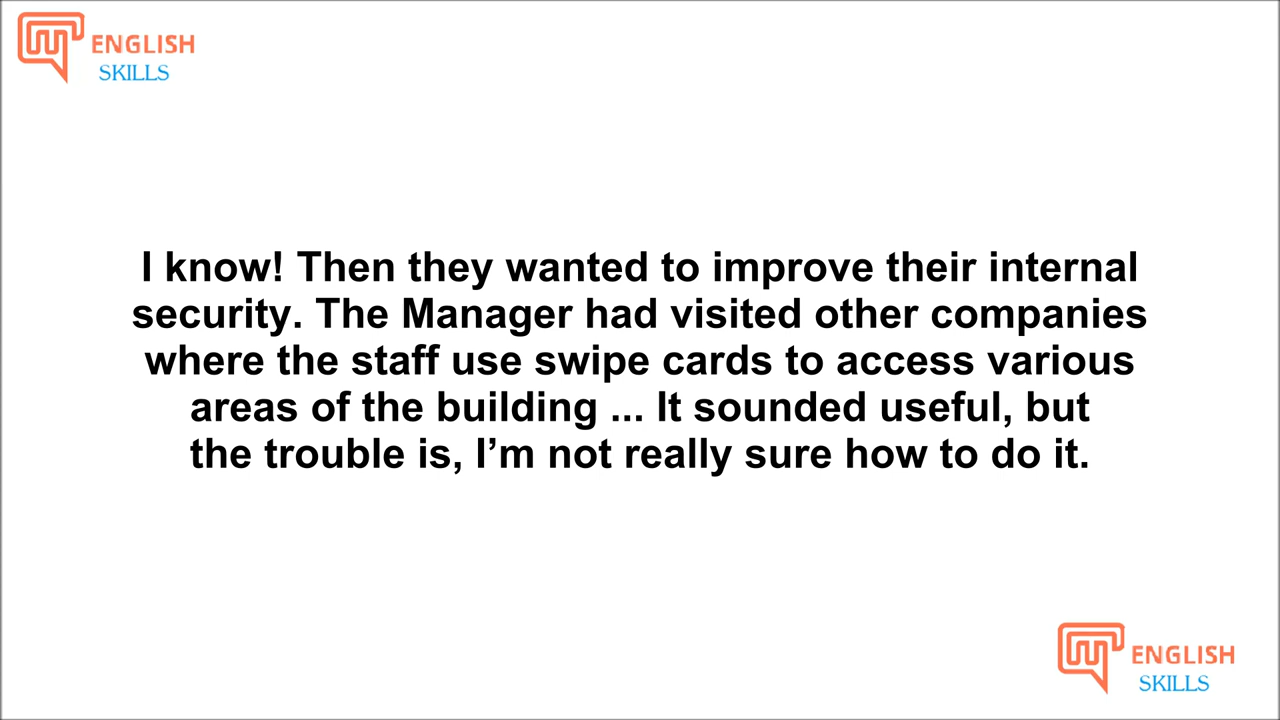 ENGLISH
SKILLS
I know! Then they wanted to improve their internal
security. The Manager had visited other companies
where the staff use swipe cards to access various
areas of the building ... It sounded useful, but
the trouble is, I’m not really sure how to do it.
ENGLISH
SKILLS